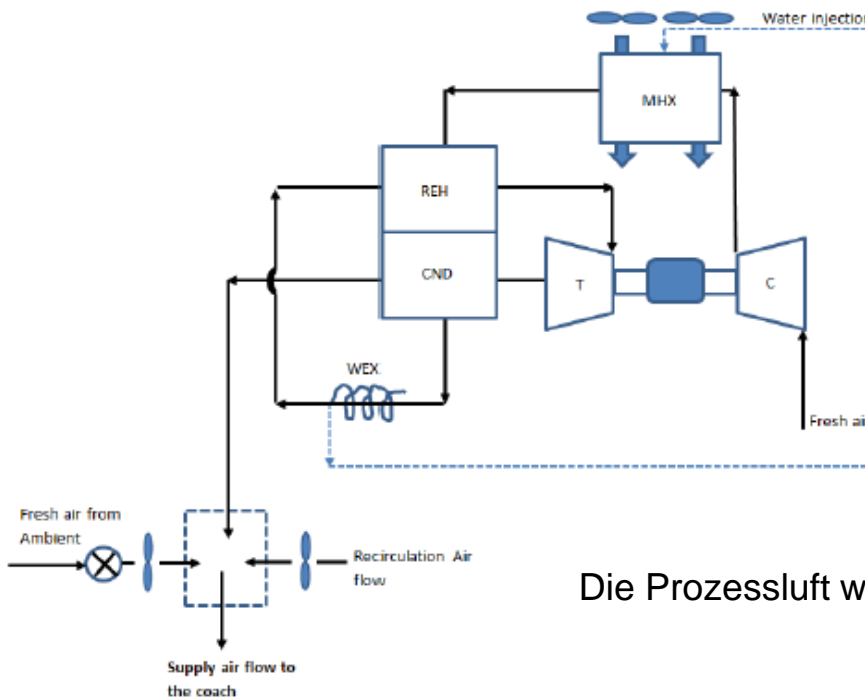 Water injection
MHX
REH
CND
T
C
WEX
Fresh air
Fresh air from
Ambient
Recirculation Air
flow
Die Prozessluft w
Supply air flow to
the coach